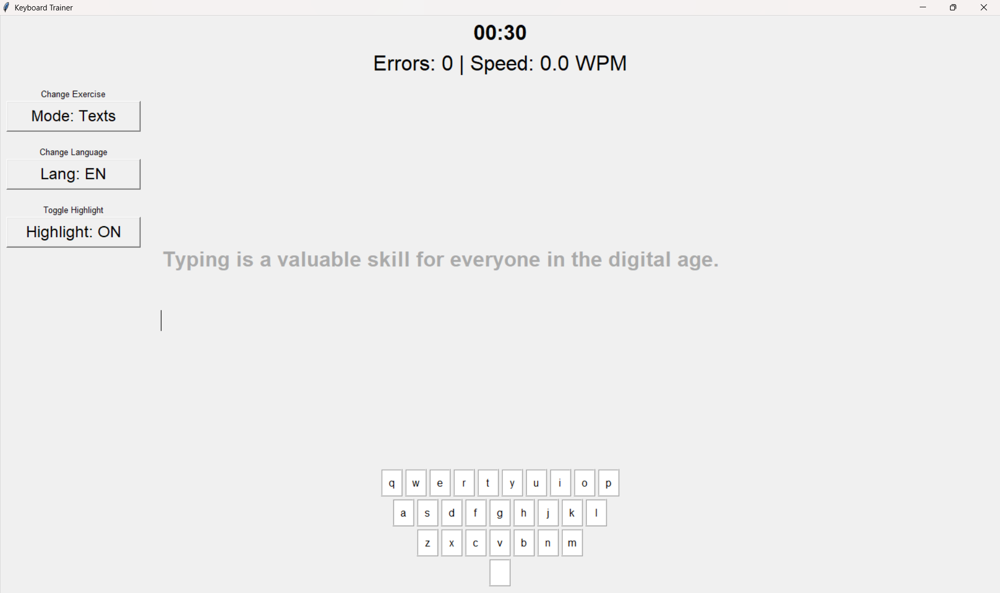 Keyboard Trainer
00:30
Errors: 0 | Speed: 0.0 WPM
Change Exercise
Mode: Texts
Change Language
Lang: EN
Toggle Highlight
Highlight: ON
Typing is a valuable skill for everyone in the digital age.
q w e r t y u i o p
a s d f g h j k l
z x c v b n m